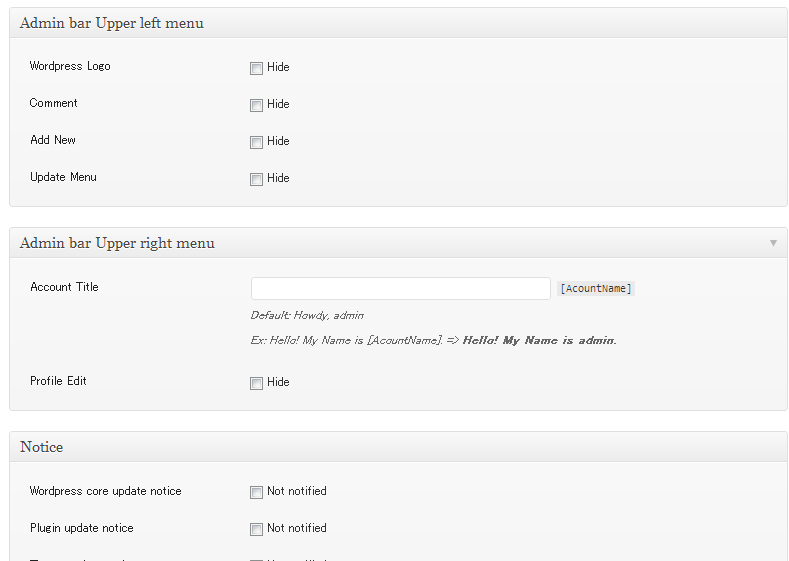 Admin bar Upper left menu
Wordpress Logo Hide
Comment Hide
Add New Hide
Update Menu Hide
Admin bar Upper right menu
Account Title [AcountName]
Default: Howdy, admin
Ex: Hello! My Name is [AcountName]. => Hello! My Name is admin.
Profile Edit Hide
Notice
Wordpress core update notice Not notified
Plugin update notice Not notified